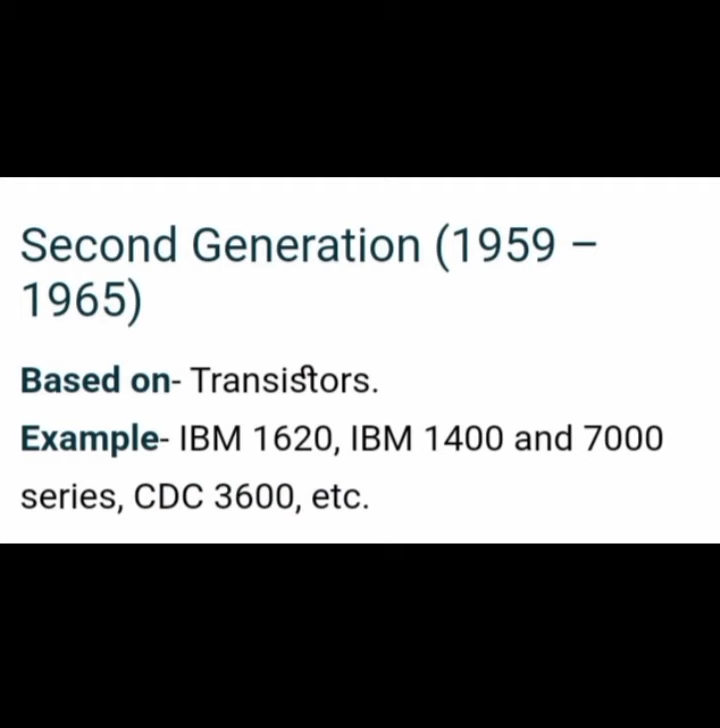 Second Generation (1959 –
1965)
Based on- Transistors.
Example- IBM 1620, IBM 1400 and 7000
series, CDC 3600, etc.